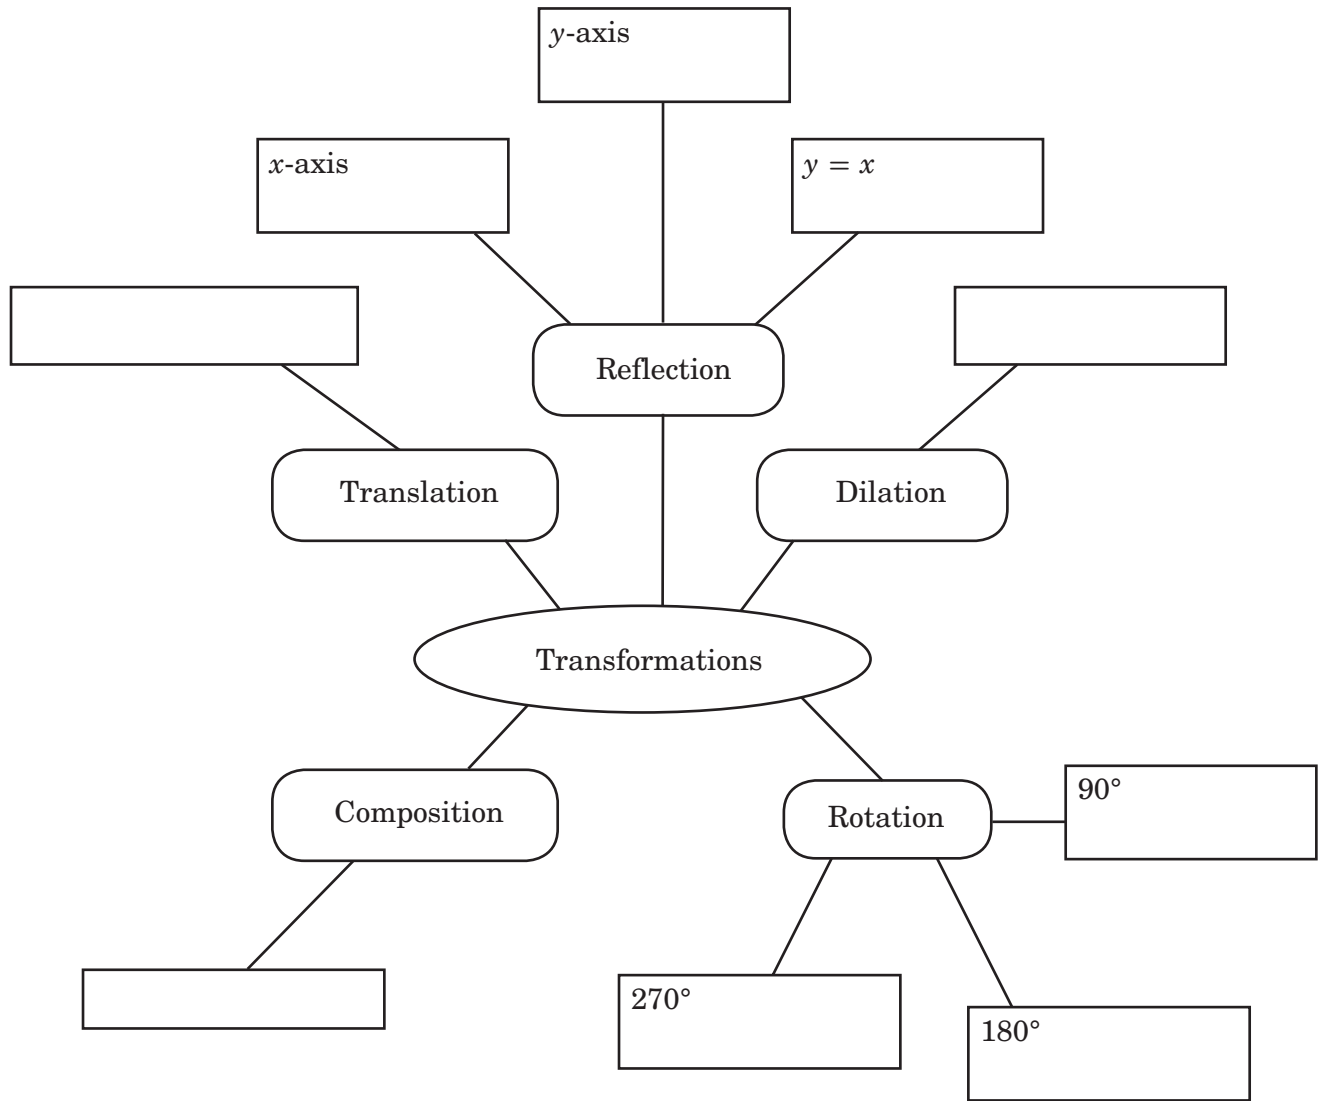 y-axis
x-axis
y = x
Reflection
Translation
Dilation
Transformations
Composition
Rotation
90°
270°
180°